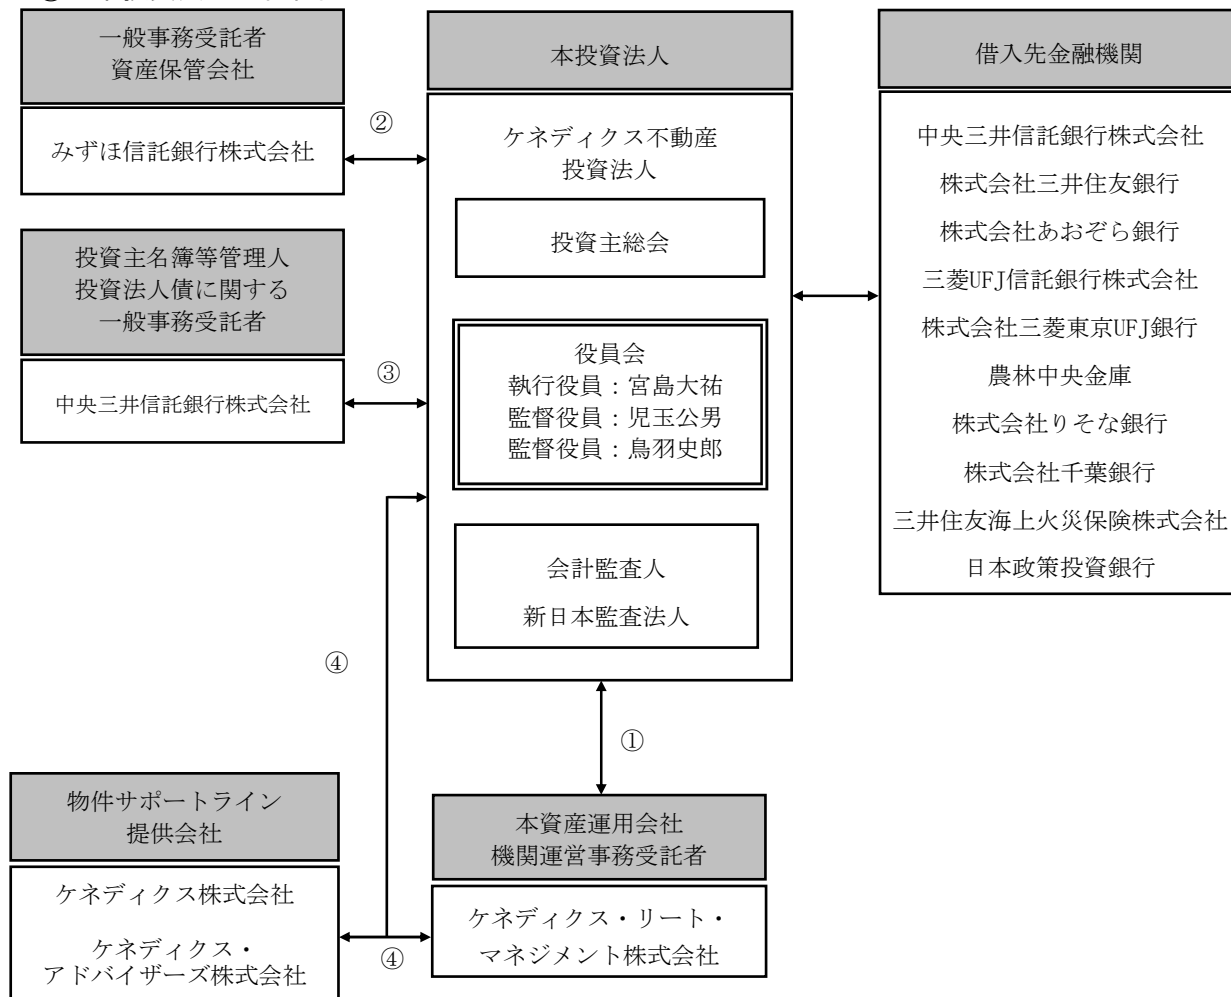 一般事務受託者
資産保管会社
みずほ信託銀行株式会社
②
投資主名簿等管理人
投資法人債に関する
一般事務受託者
中央三井信託銀行株式会社
③
本投資法人
ケネディクス不動産
投資法人
投資主総会
役員会
執行役員：宮島大祐
監督役員：児玉公男
監督役員：鳥羽史郎
会計監査人
新日本監査法人
借入先金融機関
中央三井信託銀行株式会社
株式会社三井住友銀行
株式会社あおぞら銀行
三菱UFJ信託銀行株式会社
株式会社三菱東京UFJ銀行
農林中央金庫
株式会社りそな銀行
株式会社千葉銀行
三井住友海上火災保険株式会社
日本政策投資銀行
④
①
物件サポートライン
提供会社
ケネディクス株式会社
ケネディクス・
アドバイザーズ株式会社
④
本資産運用会社
機関運営事務受託者
ケネディクス・リート・
マネジメント株式会社